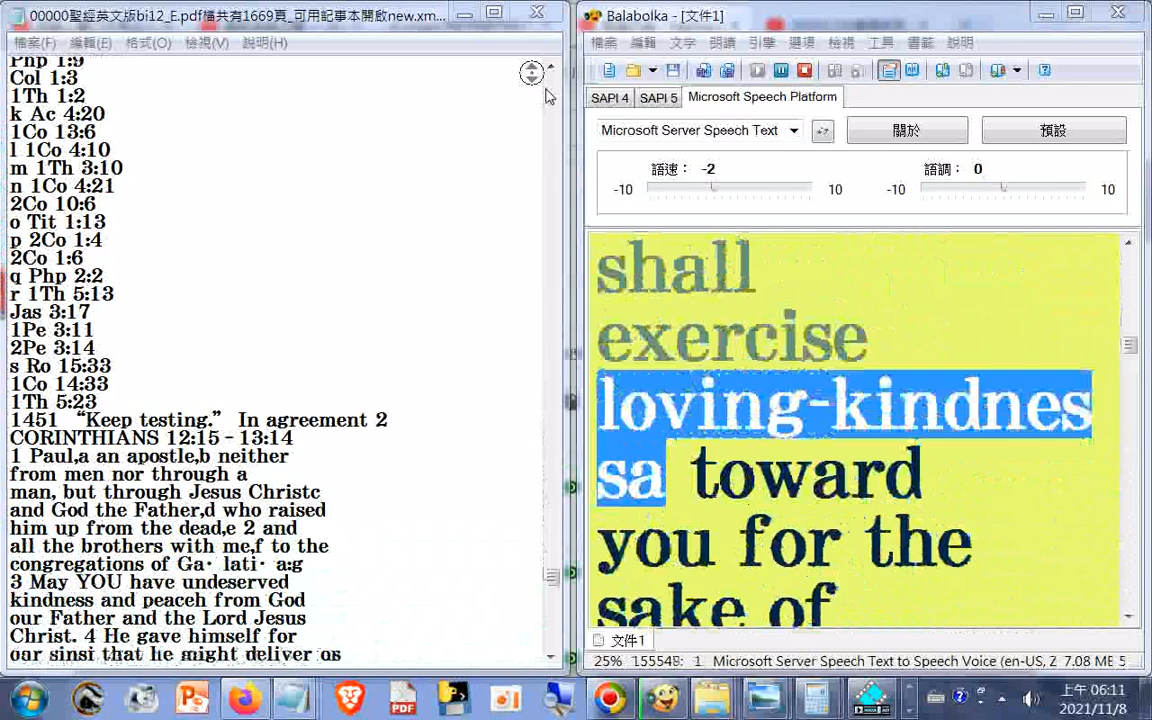 00000聖經英文版bi12_E.pdf檔共有1669頁_可用記事本開啟new.xm...
檔案(F) 編輯(E) 格式(O) 檢視(V) 說明(H)
Php 1:9
Col 1:3
1Th 1:2
k Ac 4:20
1Co 13:6
l 1Co 4:10
m 1Th 3:10
n 1Co 4:21
2Co 10:6
o Tit 1:13
p 2Co 1:4
2Co 1:6
q Php 2:2
r 1Th 5:13
Jas 3:17
1Pe 3:11
2Pe 3:14
s Ro 15:33
1Co 14:33
1Th 5:23
1451 “Keep testing.” In agreement 2
CORINTHIANS 12:15 - 13:14
1 Paul,a an apostle,b neither
from men nor through a
man, but through Jesus Christc
and God the Father,d who raised
him up from the dead,e 2 and
all the brothers with me,f to the
congregations of Ga· lati· a:g
3 May YOU have undeserved
kindness and peaceh from God
our Father and the Lord Jesus
Christ. 4 He gave himself for
our sinsi that he might deliver us
Balabolka - [文件1]
檔案 編輯 文字 朗讀 引擎 選項 檢視 工具 書籤 說明
SAPI 4 SAPI 5 Microsoft Speech Platform
Microsoft Server Speech Text 關於 預設
語速： -2 語調： 0
-10 10 -10 10
shall
exercise
loving-kindnes
sa toward
you for the
sake of
文件1
25% 155548: 1 Microsoft Server Speech Text to Speech Voice (en-US, Z 7.08 MB 5
PDF
上午 06:11
2021/11/8